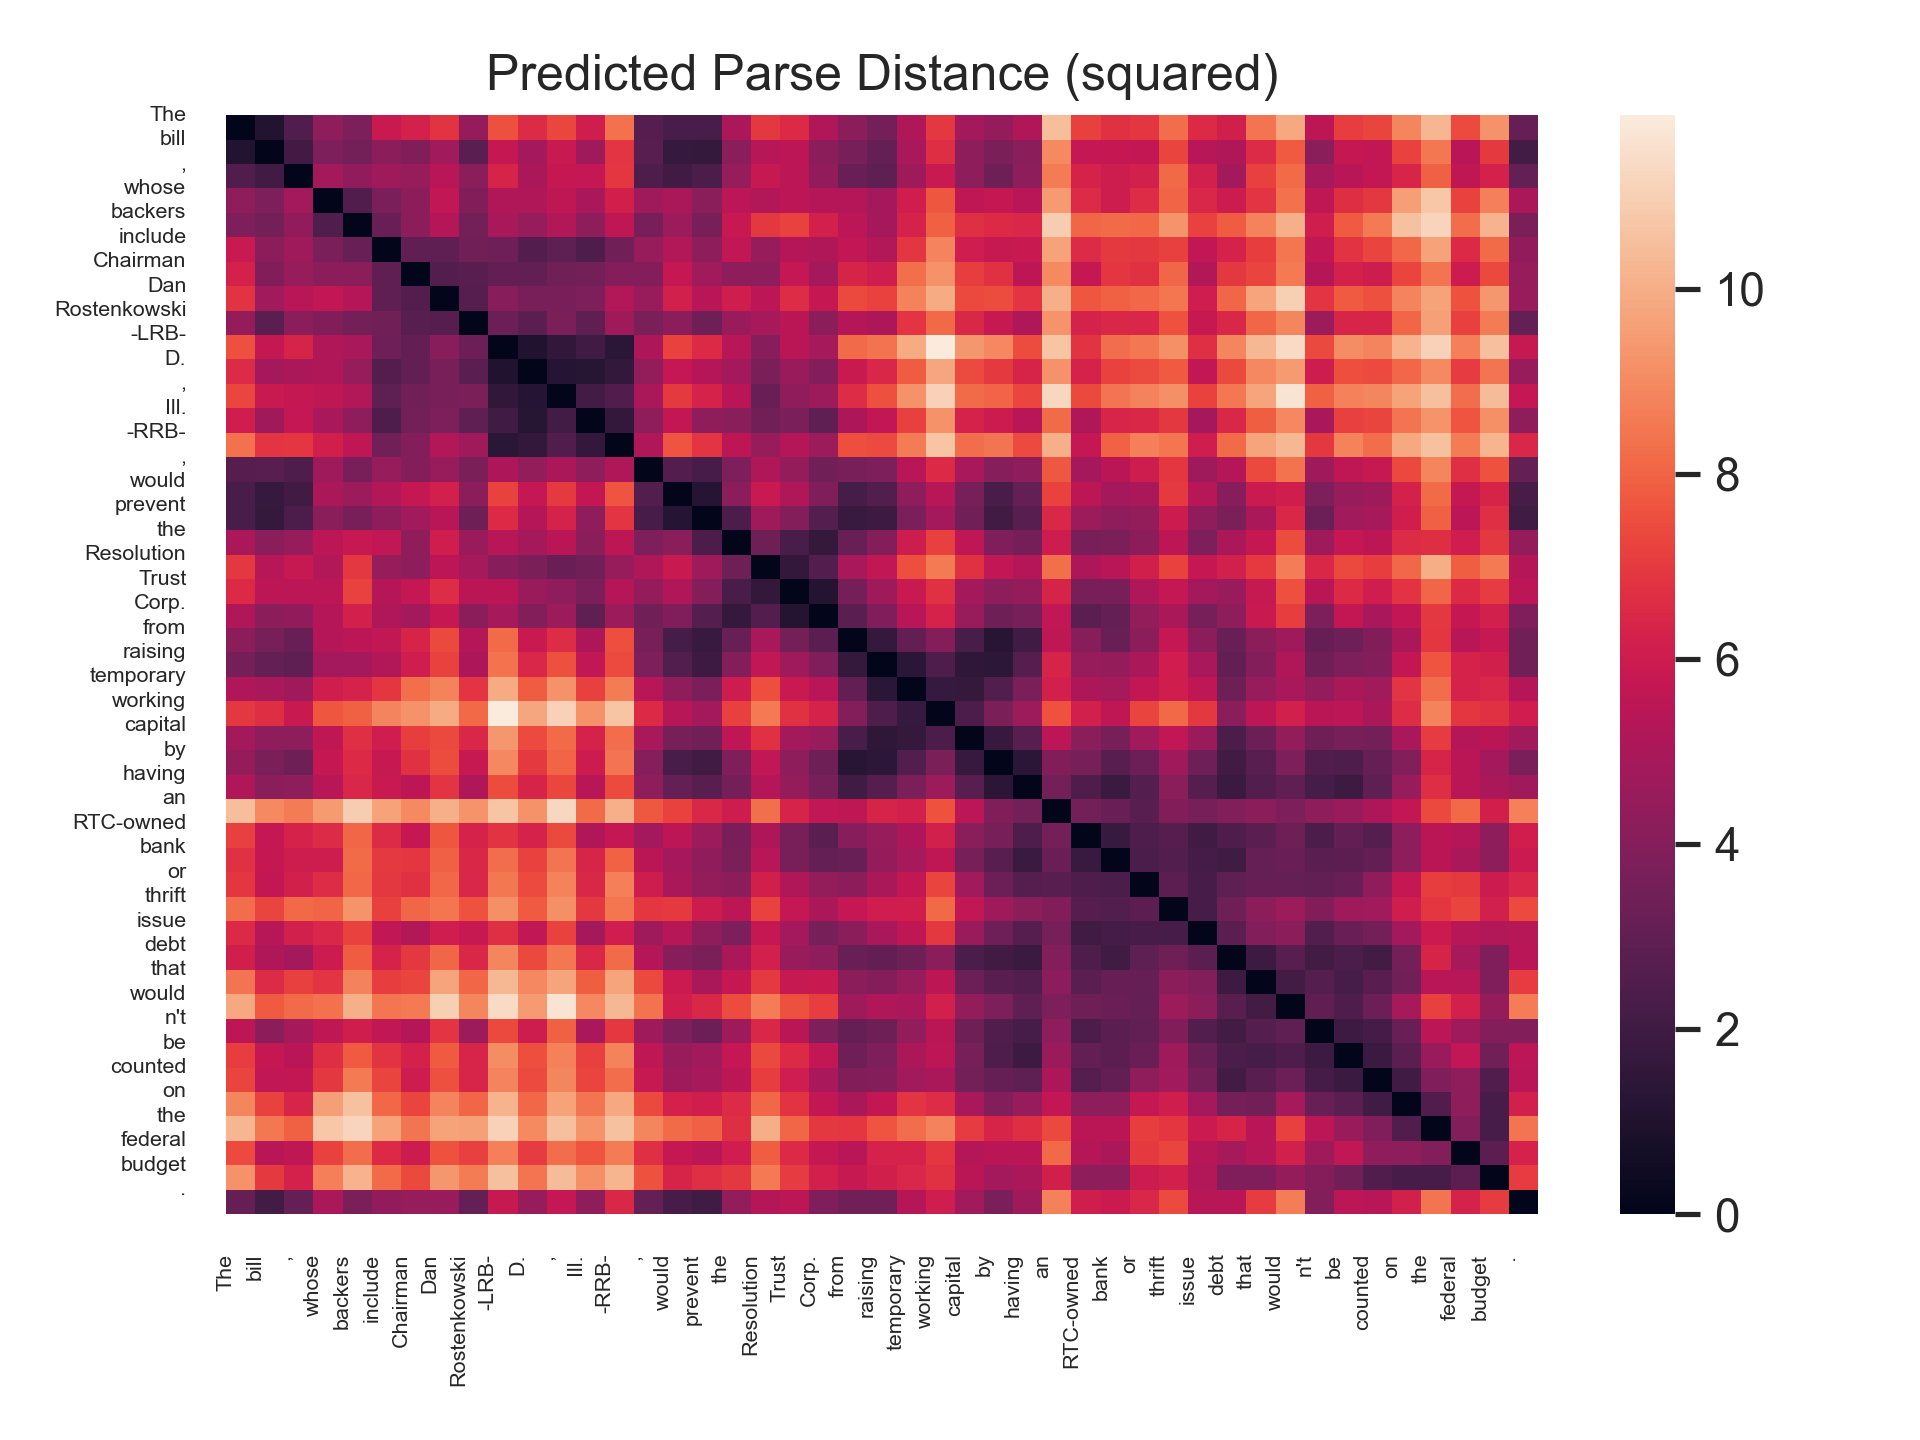 Predicted Parse Distance (squared)
The
bill
,
whose
backers
include
Chairman
Dan
Rostenkowski
-LRB-
D.
,
Ill.
-RRB-
,
would
prevent
the
Resolution
Trust
Corp.
from
raising
temporary
working
capital
by
having
an
RTC-owned
bank
or
thrift
issue
debt
that
would
n't
be
counted
on
the
federal
budget
.
10
8
6
4
2
0
The
bill
,
whose
backers
include
Chairman
Dan
Rostenkowski
-LRB-
D.
,
Ill.
-RRB-
,
would
prevent
the
Resolution
Trust
Corp.
from
raising
temporary
working
capital
by
having
an
RTC-owned
bank
or
thrift
issue
debt
that
would
n't
be
counted
on
the
federal
budget
.